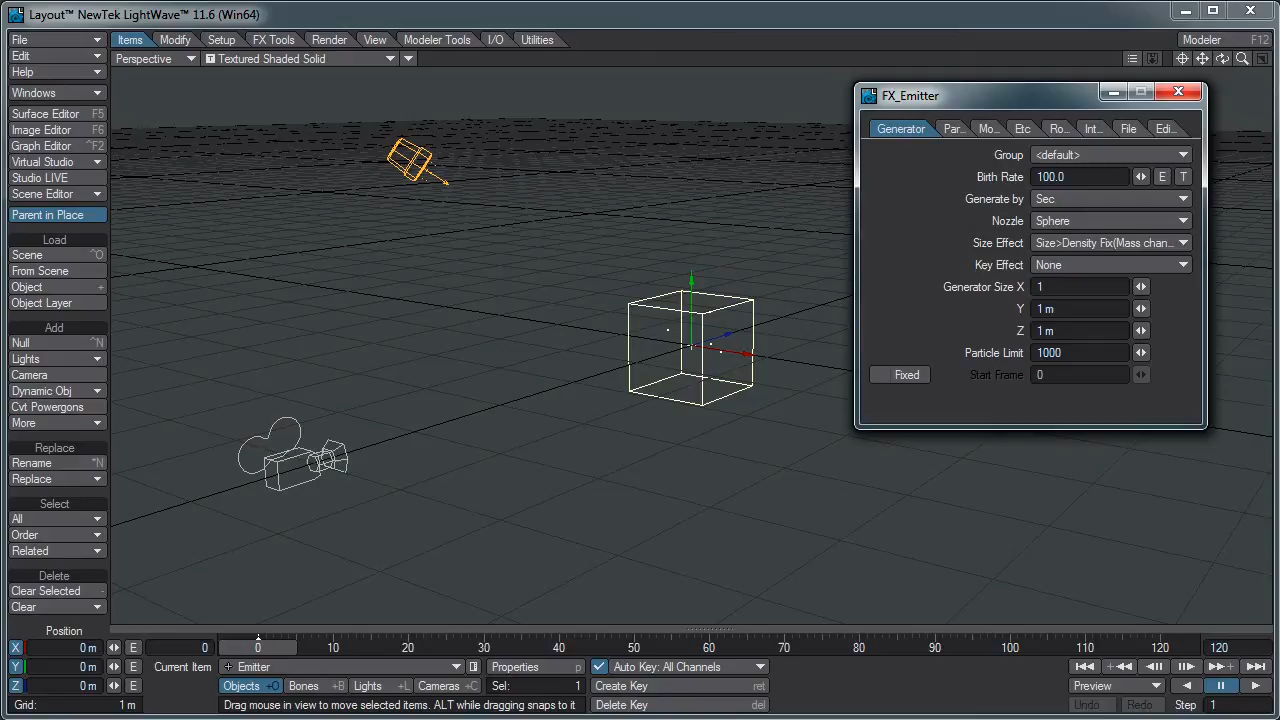 Layout™ NewTek LightWave™ 11.6 (Win64)
File
Items Modify Setup FX Tools Render View Modeler Tools I/O Utilities
Modeler F12
Edit
Perspective Textured Shaded Solid
Help
Windows
Surface Editor F5
Image Editor F6
Graph Editor ^F2
Virtual Studio
Studio LIVE
Scene Editor
Parent in Place
Load
Scene ^O
From Scene
Object +
Object Layer
Add
Null ^N
Lights
Camera
Dynamic Obj
Cvt Powergons
More
Replace
Rename ^N
Replace
Select
All
Order
Related
Delete
Clear Selected -
Clear
FX_Emitter
Generator Par... Mo... Etc Ro... Int... File Edi...
Group <default>
Birth Rate 100.0 E T
Generate by Sec
Nozzle Sphere
Size Effect Size>Density Fix(Mass chan...
Key Effect None
Generator Size X 1
Y 1 m
Z 1 m
Particle Limit 1000
Fixed Start Frame 0
Position
X 0 m E 0 0 10 20 30 40 50 60 70 80 90 100 110 120 120
Y 0 m E Current Item Emitter Properties p Auto Key: All Channels
Z 0 m E Objects +O Bones +B Lights +L Cameras +C Sel: 1 Create Key ret Preview
Grid: 1 m Drag mouse in view to move selected items. ALT while dragging snaps to it Delete Key del Undo Redo Step 1